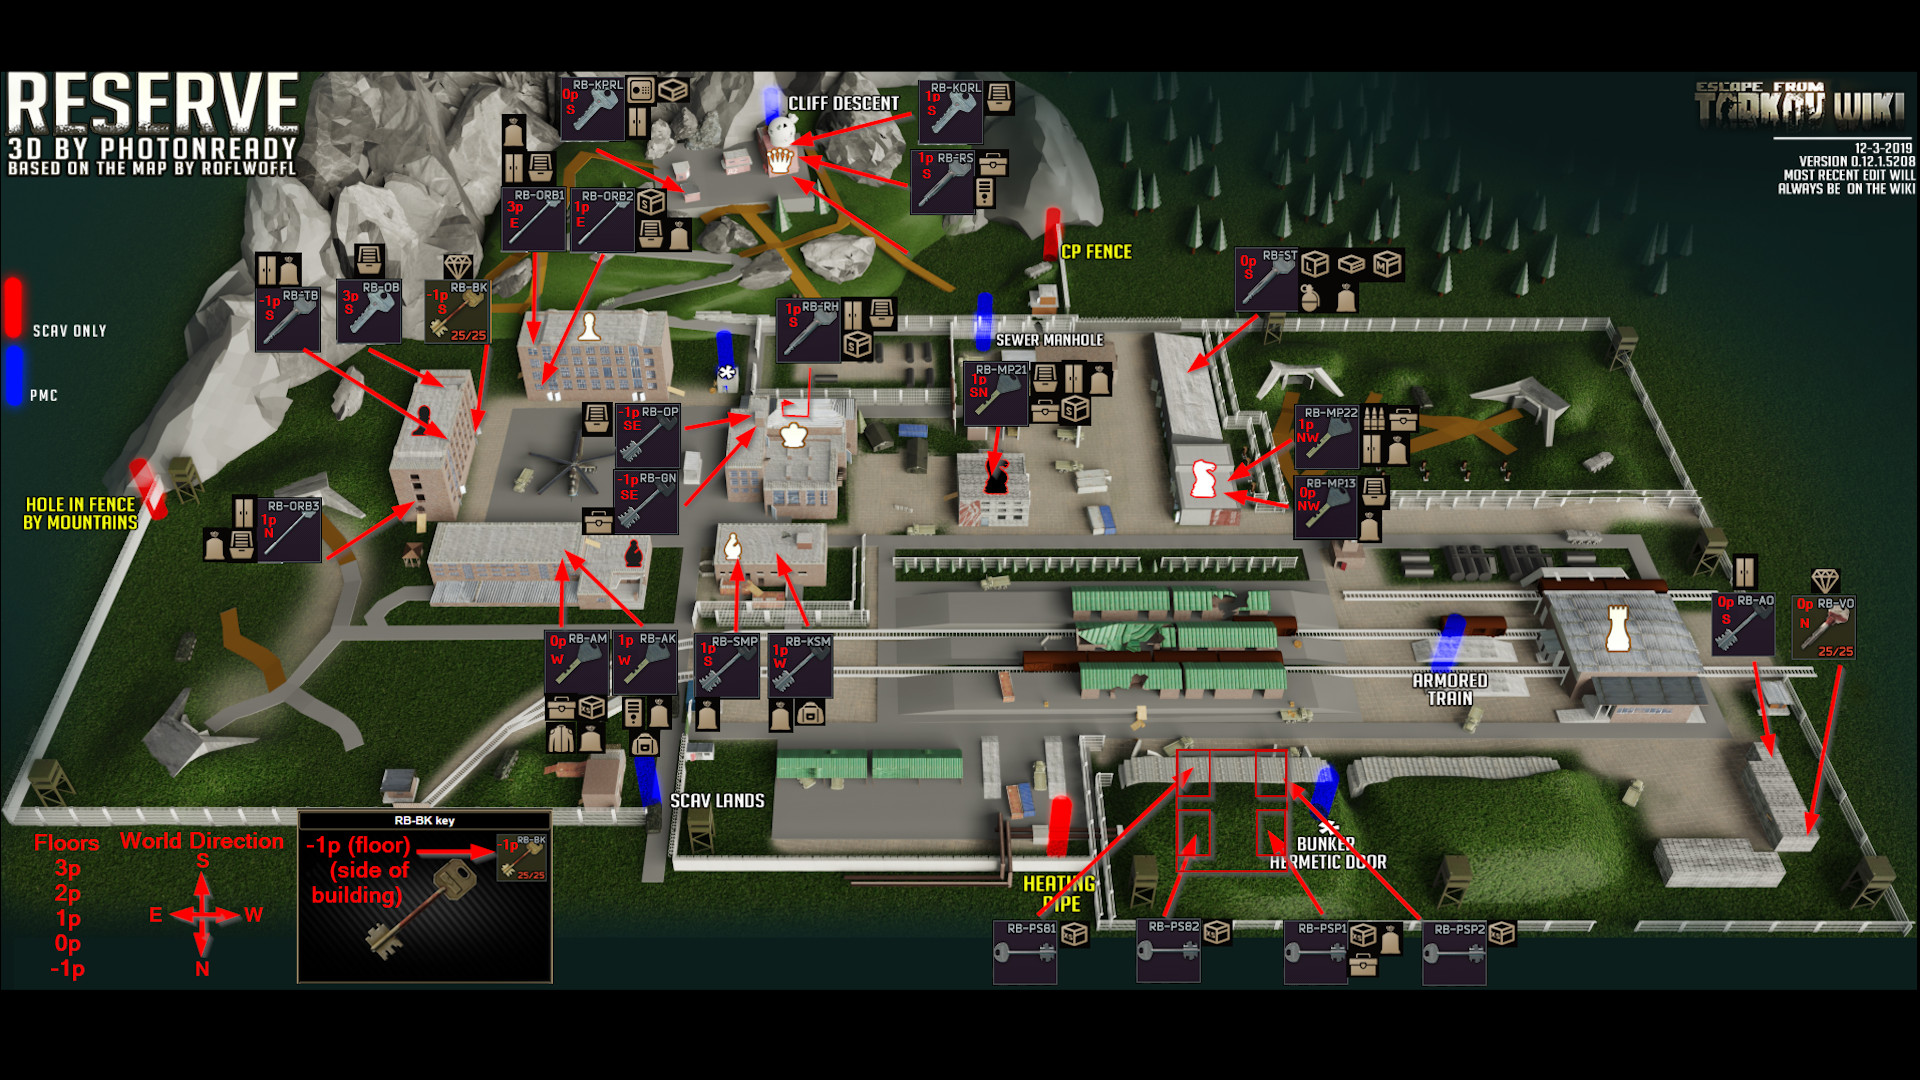 RESERVE
3D BY PHOTONREADY
BASED ON THE MAP BY ROFLWOFFL
ESCAPE FROM
TARKOV WIKI
12-3-2019
VERSION 0.12.1.5208
MOST RECENT EDIT WILL
ALWAYS BE ON THE WIKI
RB-KPRL
0p
S
CLIFF DESCENT
RB-KORL
1p
S
RB-RS
1p
S
RB-ORB1
3p
E
RB-ORB2
1p
E
S
CP FENCE
RB-ST
0p
S
L
M
SCAV ONLY
PMC
RB-TB
-1p
S
RB-OB
3p
S
RB-BK
-1p
S
25/25
RB-RH
1p
S
S
SEWER MANHOLE
RB-MP21
1p
SN
S
RB-OP
-1p
SE
RB-GN
-1p
SE
RB-MP22
1p
NW
RB-MP13
0p
NW
HOLE IN FENCE
BY MOUNTAINS
RB-ORB3
1p
N
RB-AM
0p
W
RB-AK
1p
W
RB-SMP
1p
S
RB-KSM
1p
W
RB-AO
0p
S
RB-VO
0p
N
25/25
ARMORED
TRAIN
SCAV LANDS
BUNKER
HERMETIC DOOR
HEATING
PIPE
RB-PS81
RB-PS82
RB-PSP1
RB-PSP2
Floors
3p
2p
1p
0p
-1p
World Direction
S
E
W
N
RB-BK key
-1p (floor)
(side of
building)
-1p
RB-BK
25/25